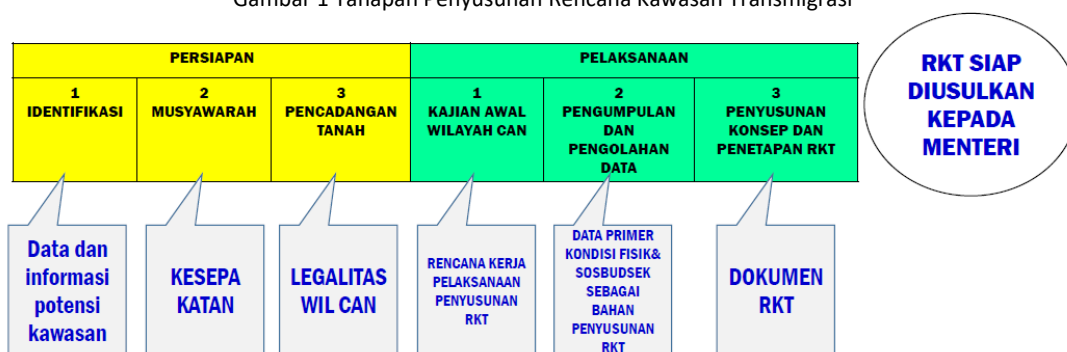 Gambar 1 Tahapan Penyusunan Rencana Kawasan Transmigrasi
PERSIAPAN
PELAKSANAAN
1
IDENTIFIKASI
2
MUSYAWARAH
3
PENCADANGAN
TANAH
1
KAJIAN AWAL
WILAYAH CAN
2
PENGUMPULAN
DAN
PENGOLAHAN
DATA
3
PENYUSUNAN
KONSEP DAN
PENETAPAN RKT
RKT SIAP
DIUSULKAN
KEPADA
MENTERI
Data dan
informasi
potensi
kawasan
KESEPA
KATAN
LEGALITAS
WIL CAN
RENCANA KERJA
PELAKSANAAN
PENYUSUNAN
RKT
DATA PRIMER
KONDISI FISIK&
SOSBUDSEK
SEBAGAI
BAHAN
PENYUSUNAN
RKT
DOKUMEN
RKT